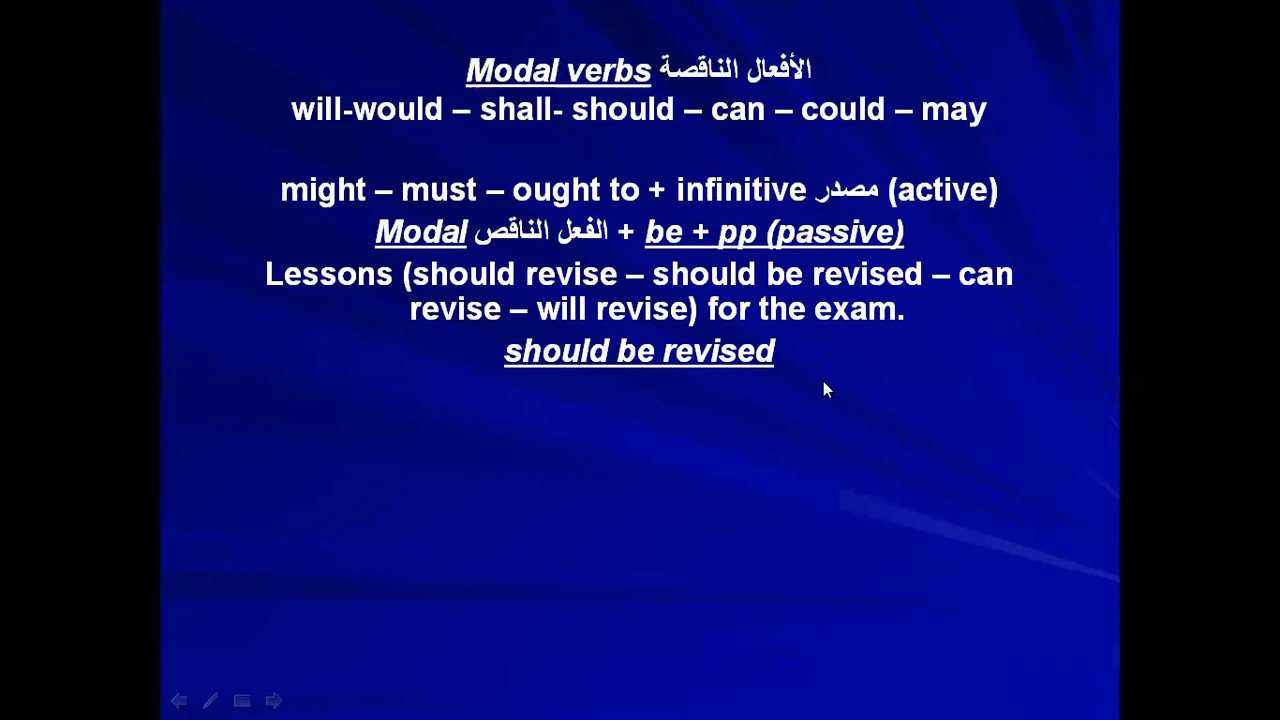 Modal verbs الأفعال الناقصة
will-would – shall- should – can – could – may
might – must – ought to + infinitive مصدر (active)
Modal الفعل الناقص + be + pp (passive)
Lessons (should revise – should be revised – can
revise – will revise) for the exam.
should be revised